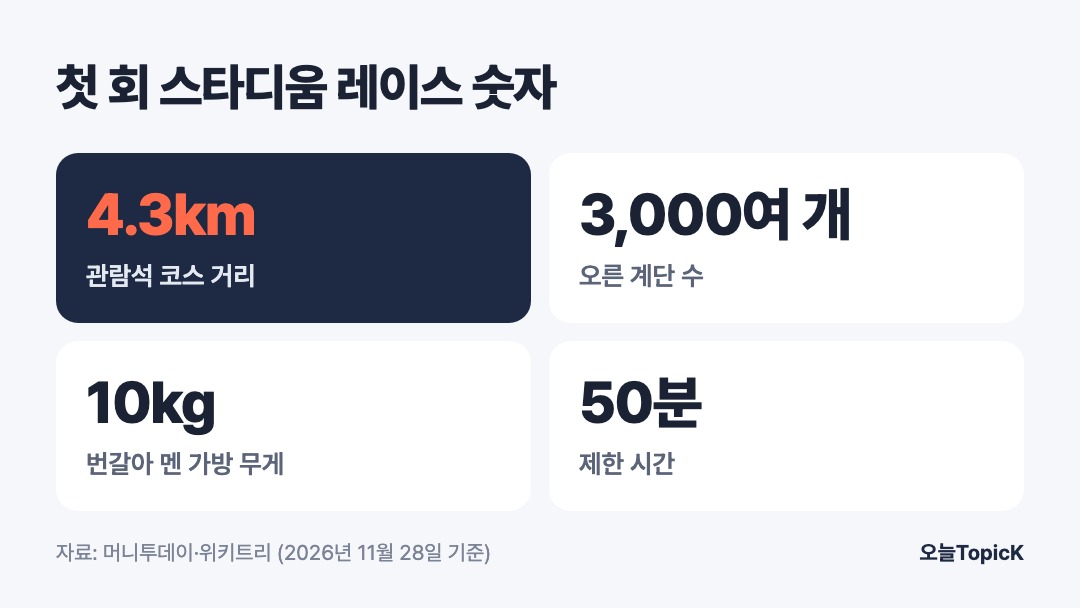 첫 회 스타디움 레이스 숫자
4.3km
관람석 코스 거리
3,000여 개
오른 계단 수
10kg
번갈아 멘 가방 무게
50분
제한 시간
자료: 머니투데이·위키트리 (2026년 11월 28일 기준)
오늘TopicK